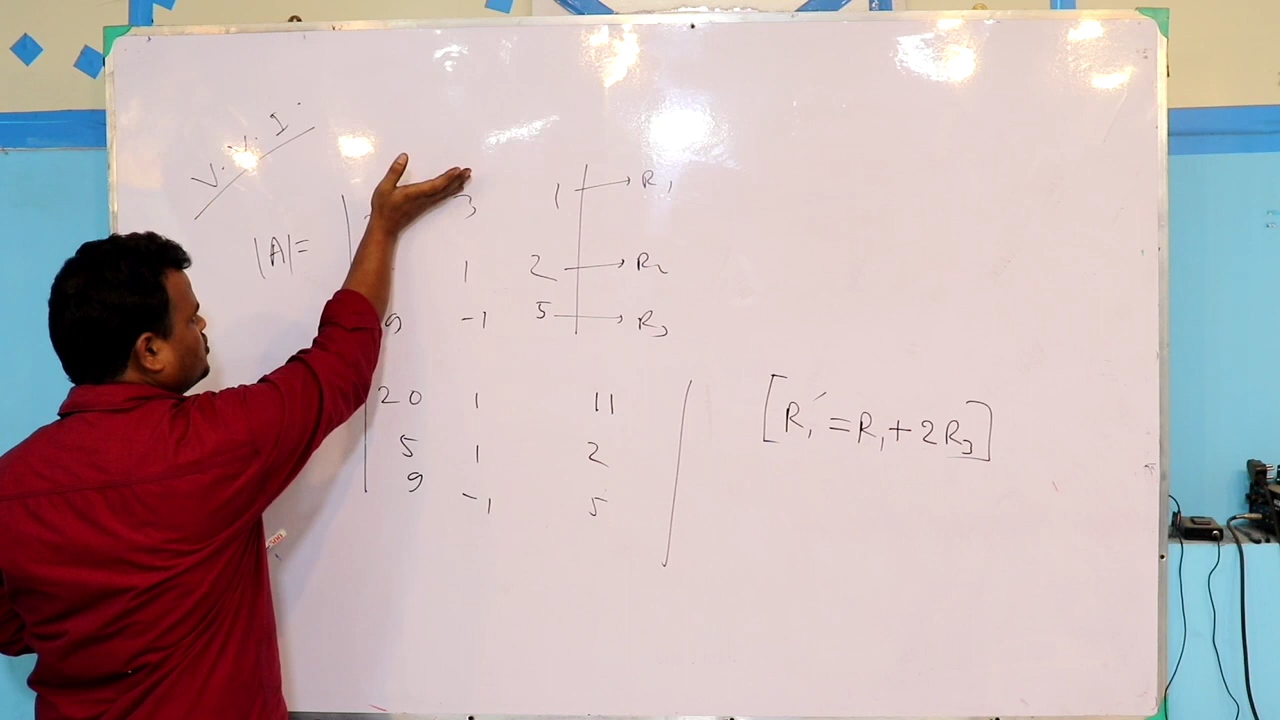 V. V. I.
3 1 → R₁
|A|= 1 2 → R₂
9 -1 5 → R₃
20 1 11 [R₁′=R₁+2R₃]
5 1 2
9 -1 5